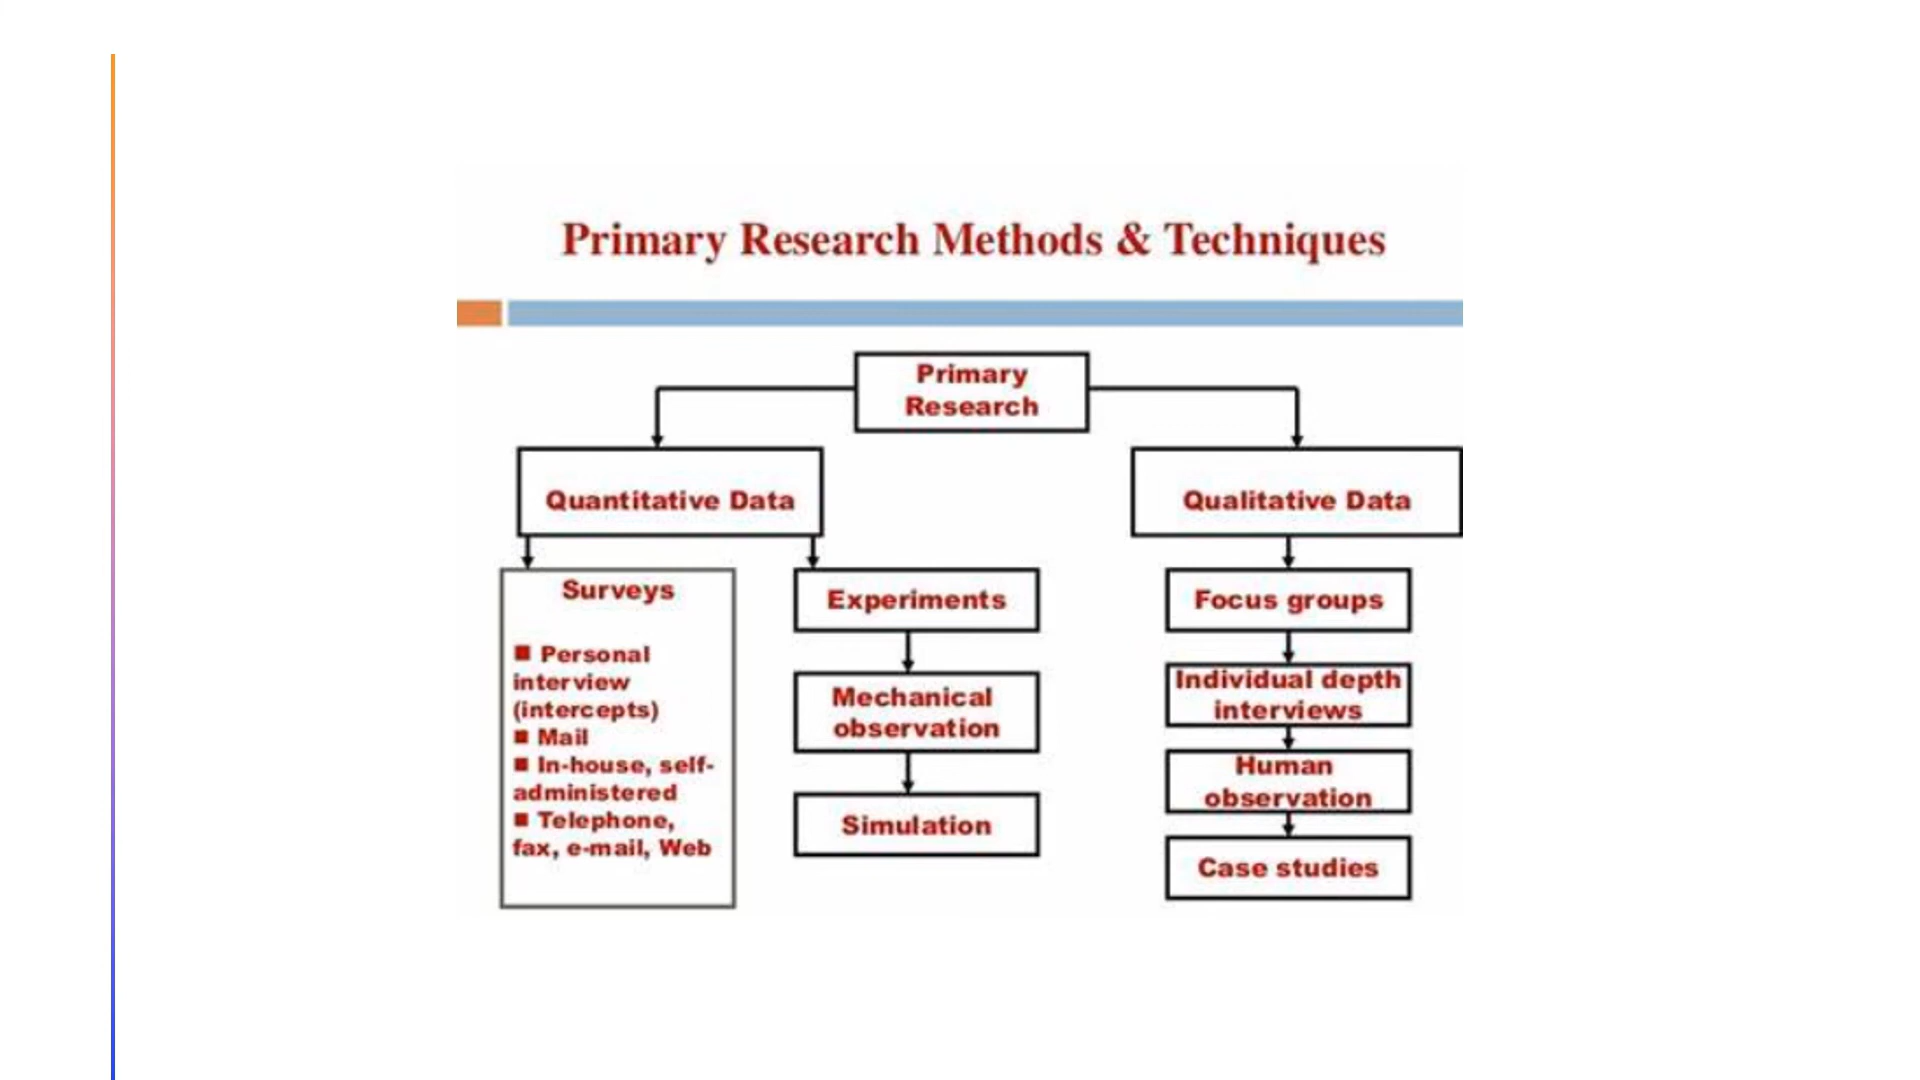 Primary Research Methods & Techniques
Primary
Research
Quantitative Data
Qualitative Data
Surveys
■ Personal
interview
(intercepts)
■ Mail
■ In-house, self-
administered
■ Telephone,
fax, e-mail, Web
Experiments
Mechanical
observation
Simulation
Focus groups
Individual depth
interviews
Human
observation
Case studies